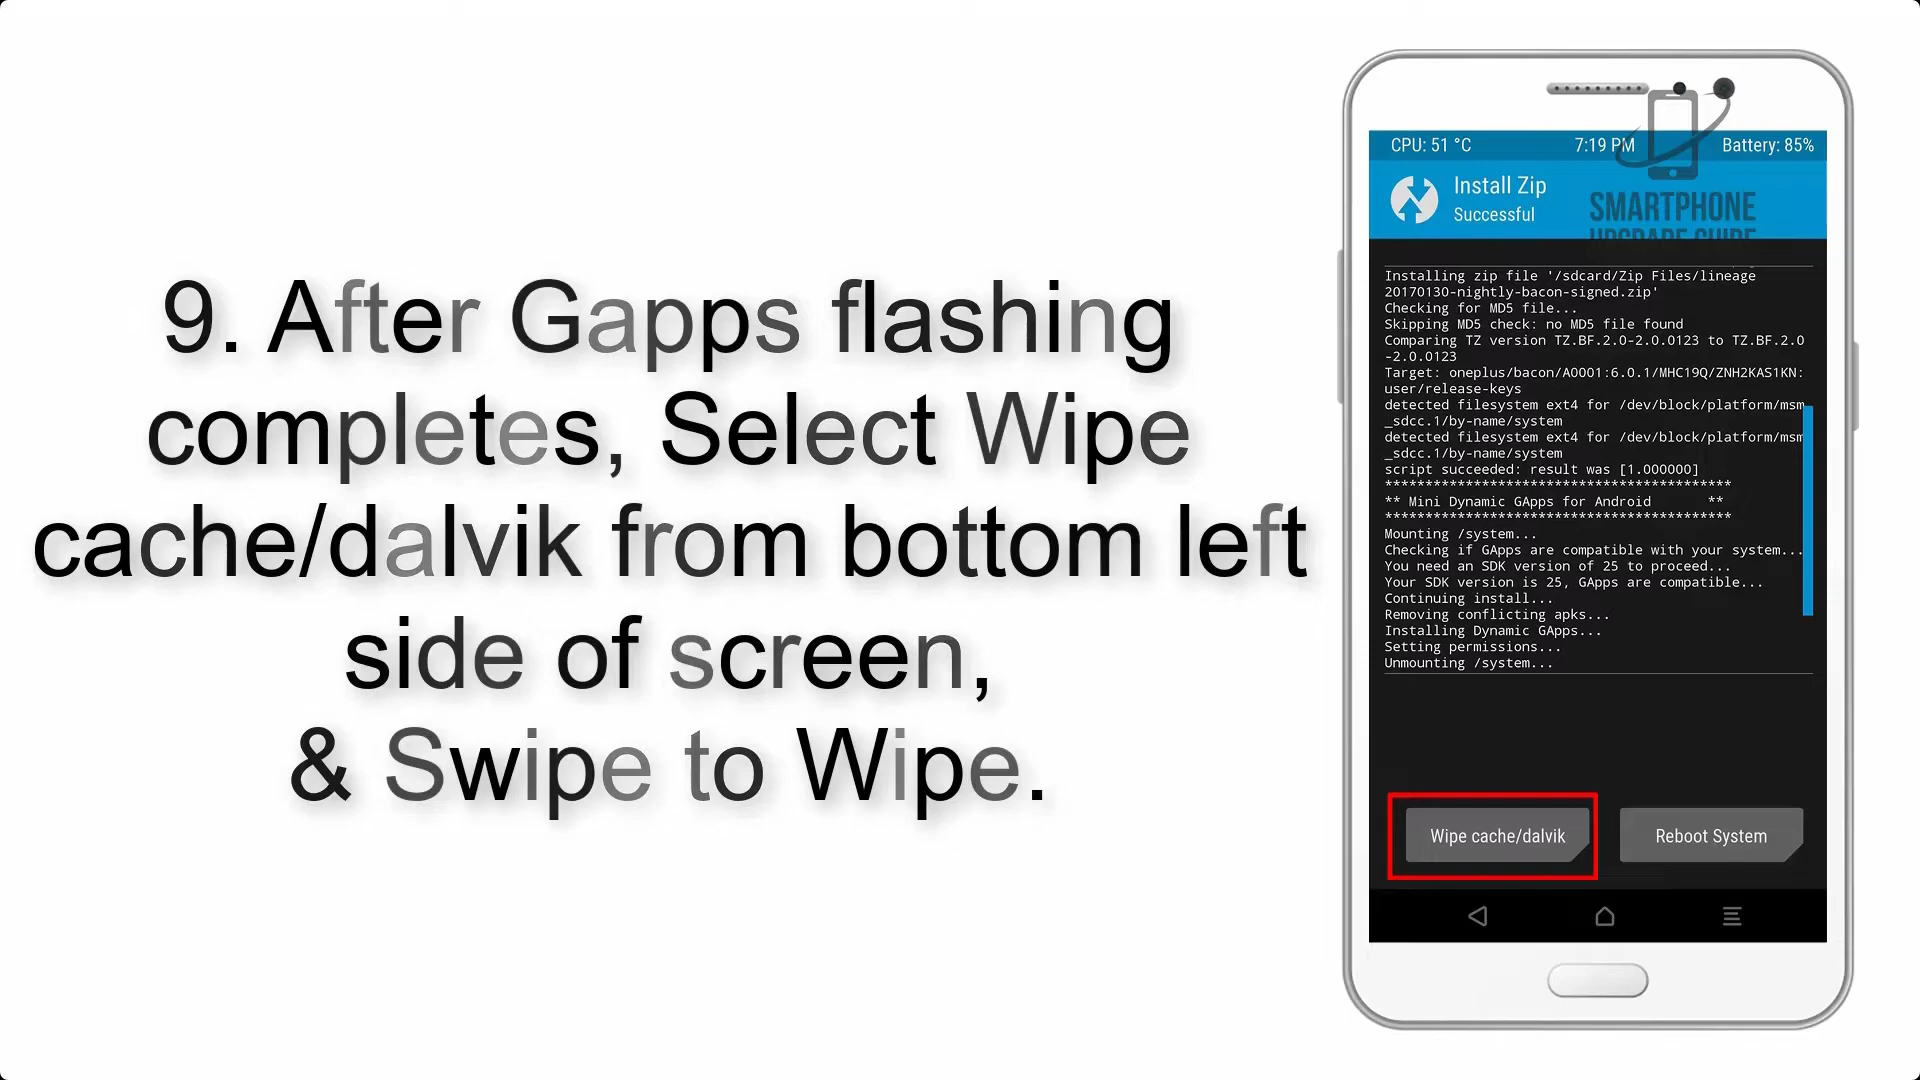 9. After Gapps flashing
completes, Select Wipe
cache/dalvik from bottom left
side of screen,
& Swipe to Wipe.
CPU: 51 °C 7:19 PM Battery: 85%
Install Zip
Successful
SMARTPHONE
UPGRADE GUIDE
Installing zip file '/sdcard/Zip Files/lineage
20170130-nightly-bacon-signed.zip'
Checking for MD5 file...
Skipping MD5 check: no MD5 file found
Comparing TZ version TZ.BF.2.0-2.0.0123 to TZ.BF.2.0
-2.0.0123
Target: oneplus/bacon/A0001:6.0.1/MHC19Q/ZNH2KAS1KN:
user/release-keys
detected filesystem ext4 for /dev/block/platform/msm
_sdcc.1/by-name/system
detected filesystem ext4 for /dev/block/platform/msm
_sdcc.1/by-name/system
script succeeded: result was [1.000000]
*******************************************
** Mini Dynamic GApps for Android **
*******************************************
Mounting /system...
Checking if GApps are compatible with your system...
You need an SDK version of 25 to proceed...
Your SDK version is 25, GApps are compatible...
Continuing install...
Removing conflicting apks...
Installing Dynamic GApps...
Setting permissions...
Unmounting /system...
Wipe cache/dalvik Reboot System